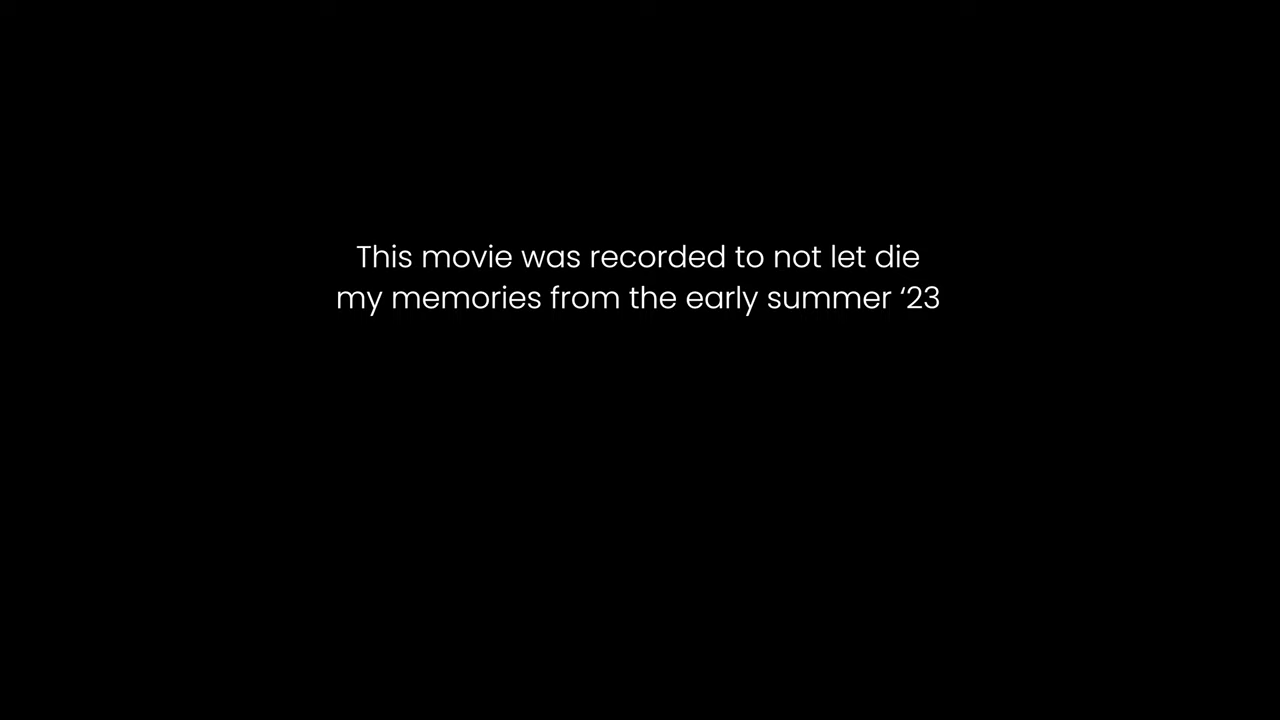 This movie was recorded to not let die
my memories from the early summer ‘23